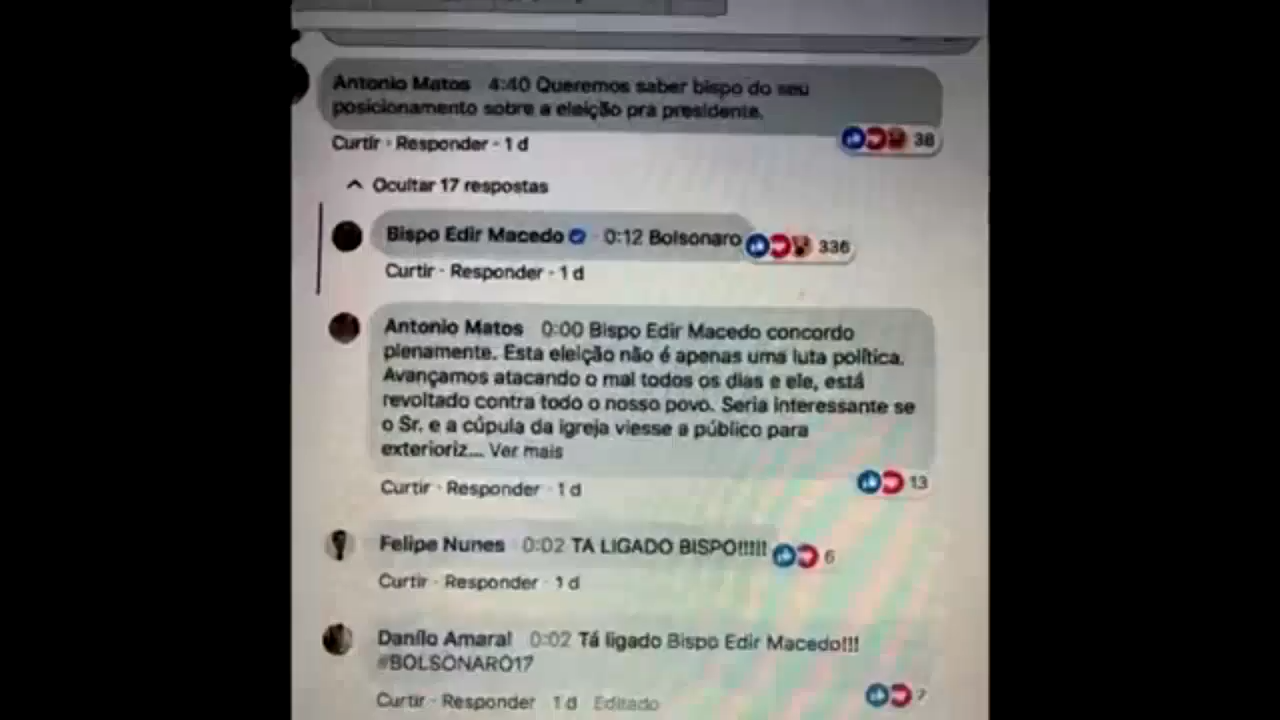 Antonio Matos 4:40 Queremos saber bispo do seu
posicionamento sobre a eleição pra presidente.
Curtir · Responder · 1 d
38
Ocultar 17 respostas
Bispo Edir Macedo · 0:12 Bolsonaro
336
Curtir · Responder · 1 d
Antonio Matos 0:00 Bispo Edir Macedo concordo
plenamente. Esta eleição não é apenas uma luta política.
Avançamos atacando o mal todos os dias e ele, está
revoltado contra todo o nosso povo. Seria interessante se
o Sr. e a cúpula da igreja viesse a público para
exterioriz... Ver mais
Curtir · Responder · 1 d
13
Felipe Nunes · 0:02 TA LIGADO BISPO!!!!!!
6
Curtir · Responder · 1 d
Danilo Amaral 0:02 Tá ligado Bispo Edir Macedo!!!
#BOLSONARO17
Curtir · Responder · 1 d · Editado
7